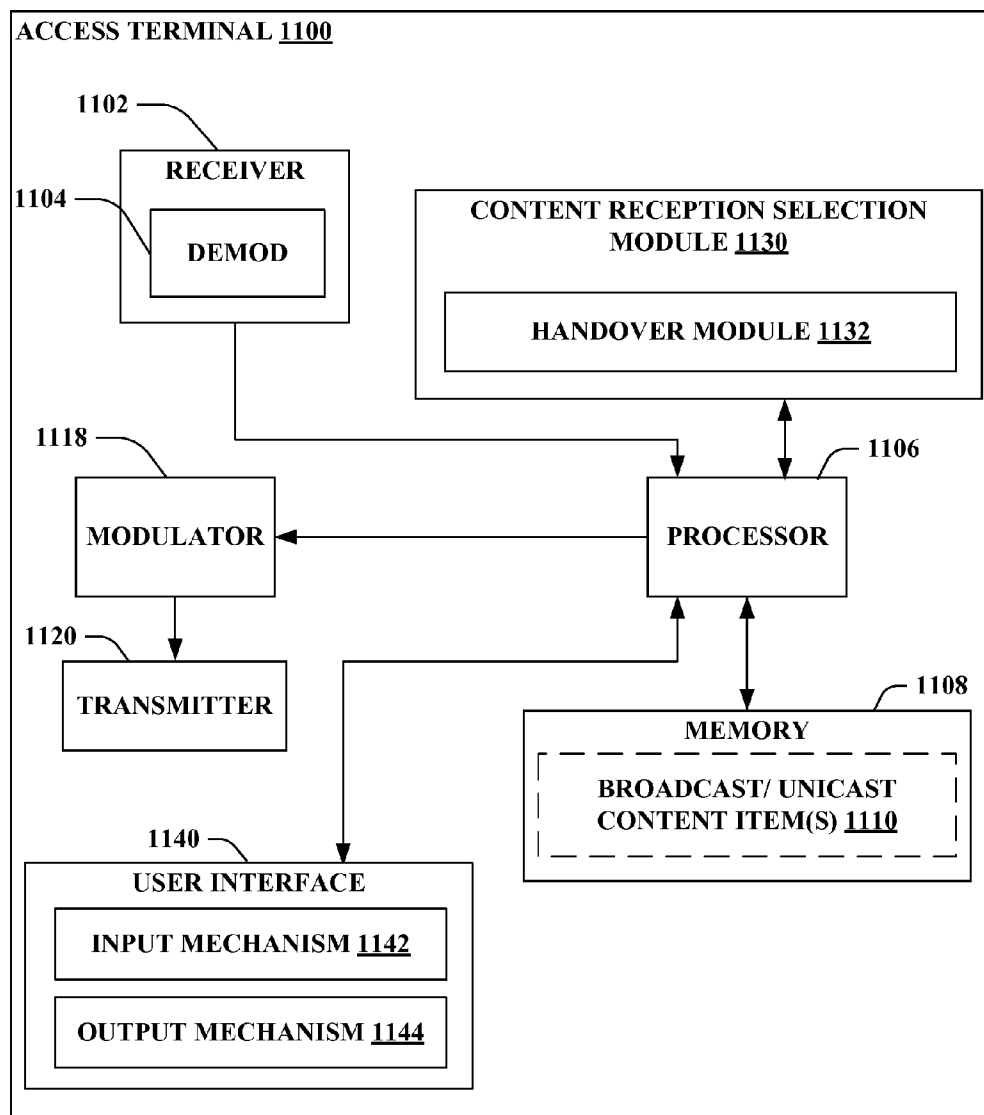 ACCESS TERMINAL 1100
1102
RECEIVER
1104
DEMOD
CONTENT RECEPTION SELECTION
MODULE 1130
HANDOVER MODULE 1132
1118
MODULATOR
1106
PROCESSOR
1120
TRANSMITTER
1108
MEMORY
BROADCAST/ UNICAST
CONTENT ITEM(S) 1110
1140
USER INTERFACE
INPUT MECHANISM 1142
OUTPUT MECHANISM 1144